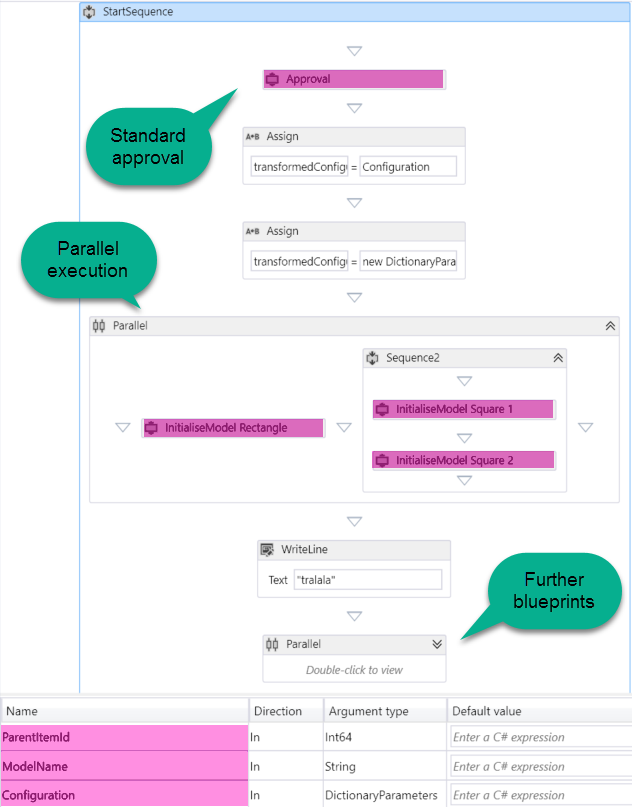 StartSequence
Approval
Standard
approval
A+B Assign
transformedConfigu = Configuration
Parallel
execution
A+B Assign
transformedConfigu = new DictionaryPara
Parallel
Sequence2
InitialiseModel Square 1
InitialiseModel Rectangle
InitialiseModel Square 2
WriteLine
Text "tralala"
Further
blueprints
Parallel
Double-click to view
Name Direction Argument type Default value
ParentItemId In Int64 Enter a C# expression
ModelName In String Enter a C# expression
Configuration In DictionaryParameters Enter a C# expression